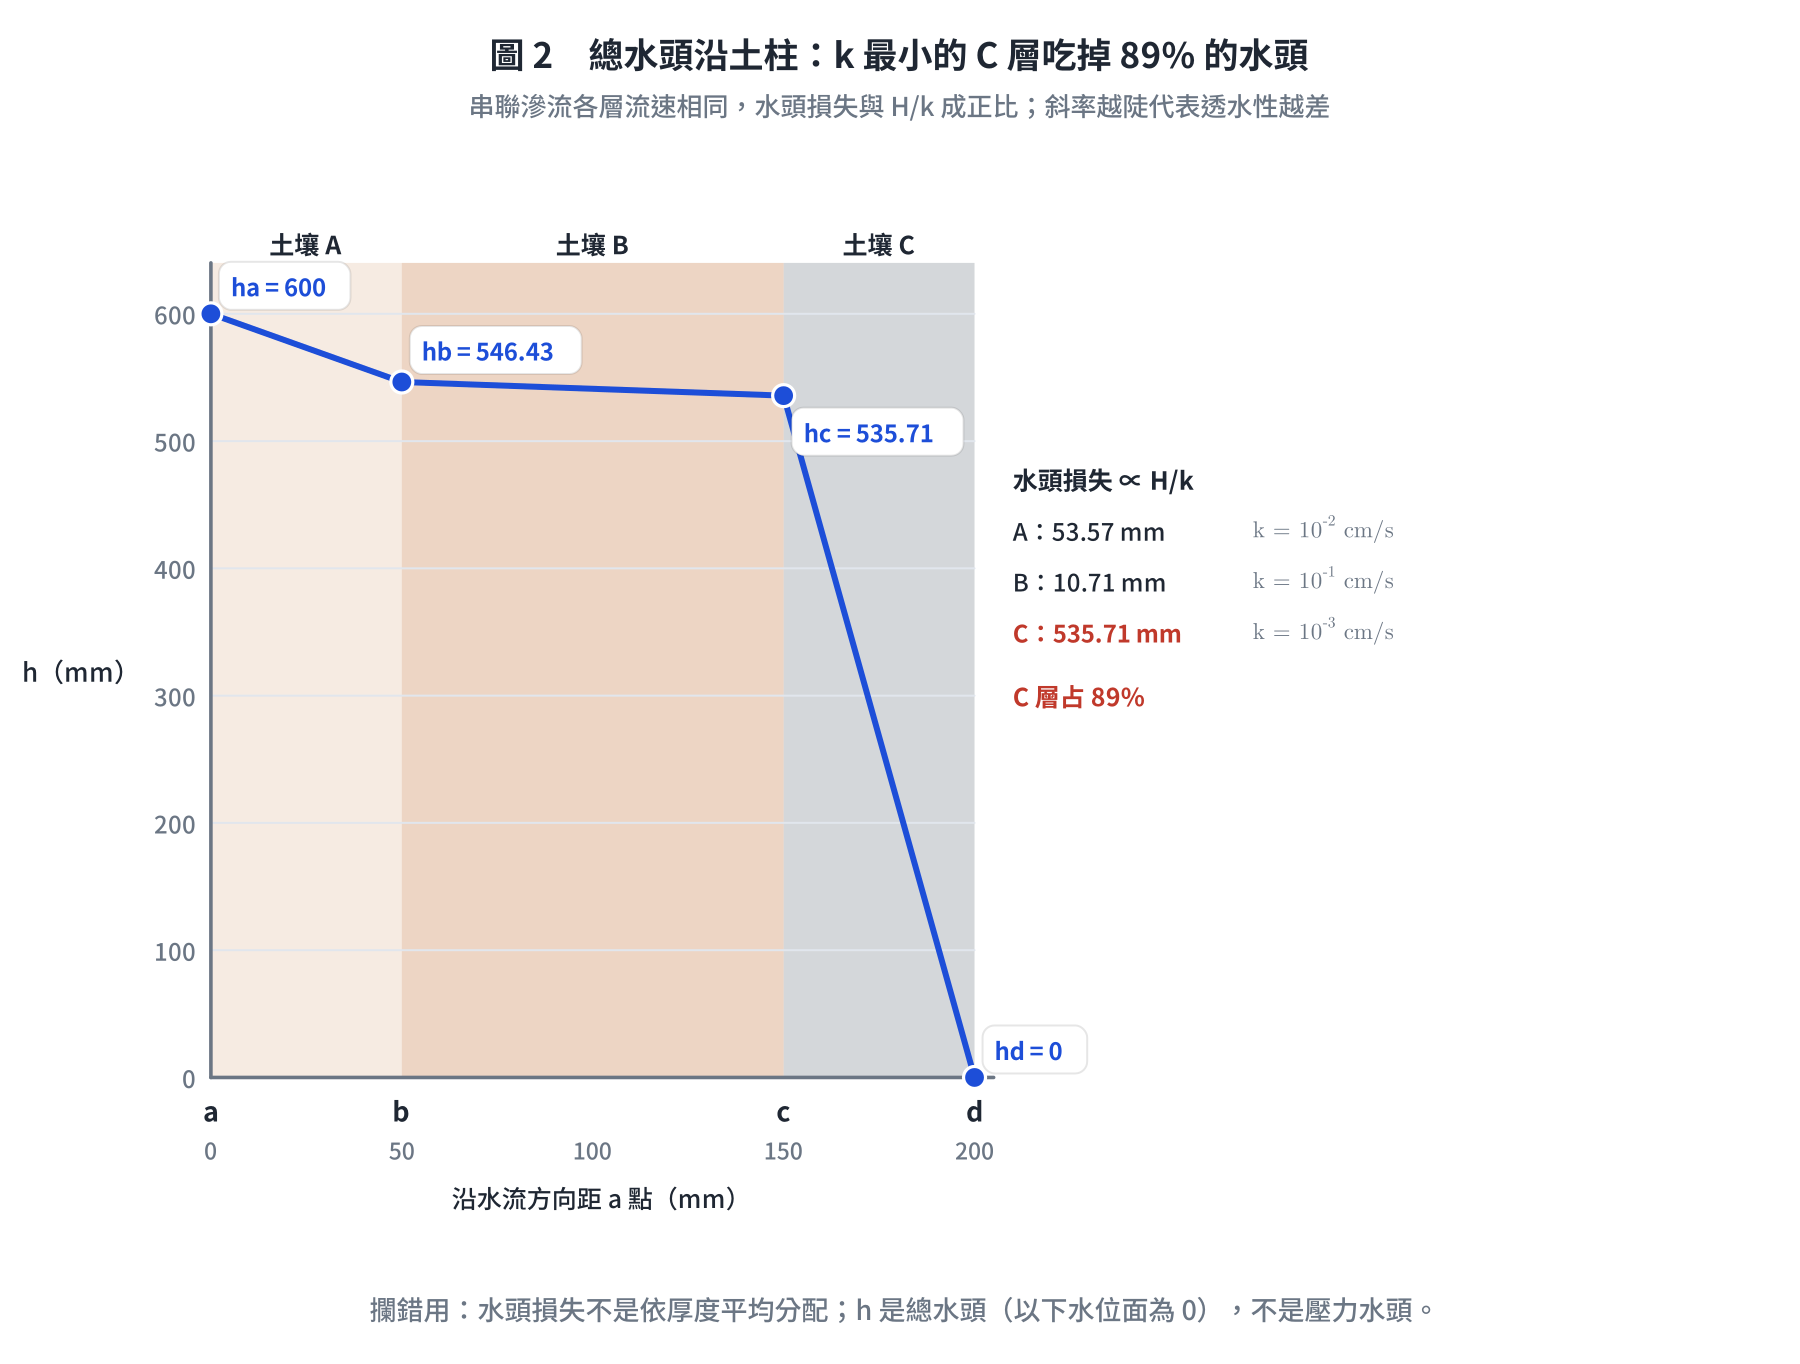 圖 2　總水頭沿土柱：k 最小的 C 層吃掉 89% 的水頭
串聯滲流各層流速相同，水頭損失與 H/k 成正比；斜率越陡代表透水性越差
土壤 A
土壤 B
土壤 C
ha = 600
hb = 546.43
hc = 535.71
hd = 0
600
500
400
300
200
100
0
h（mm）
水頭損失 ∝ H/k
A：53.57 mm k = 10⁻² cm/s
B：10.71 mm k = 10⁻¹ cm/s
C：535.71 mm k = 10⁻³ cm/s
C 層占 89%
a b c d
0 50 100 150 200
沿水流方向距 a 點（mm）
攔錯用：水頭損失不是依厚度平均分配；h 是總水頭（以下水位面為 0），不是壓力水頭。